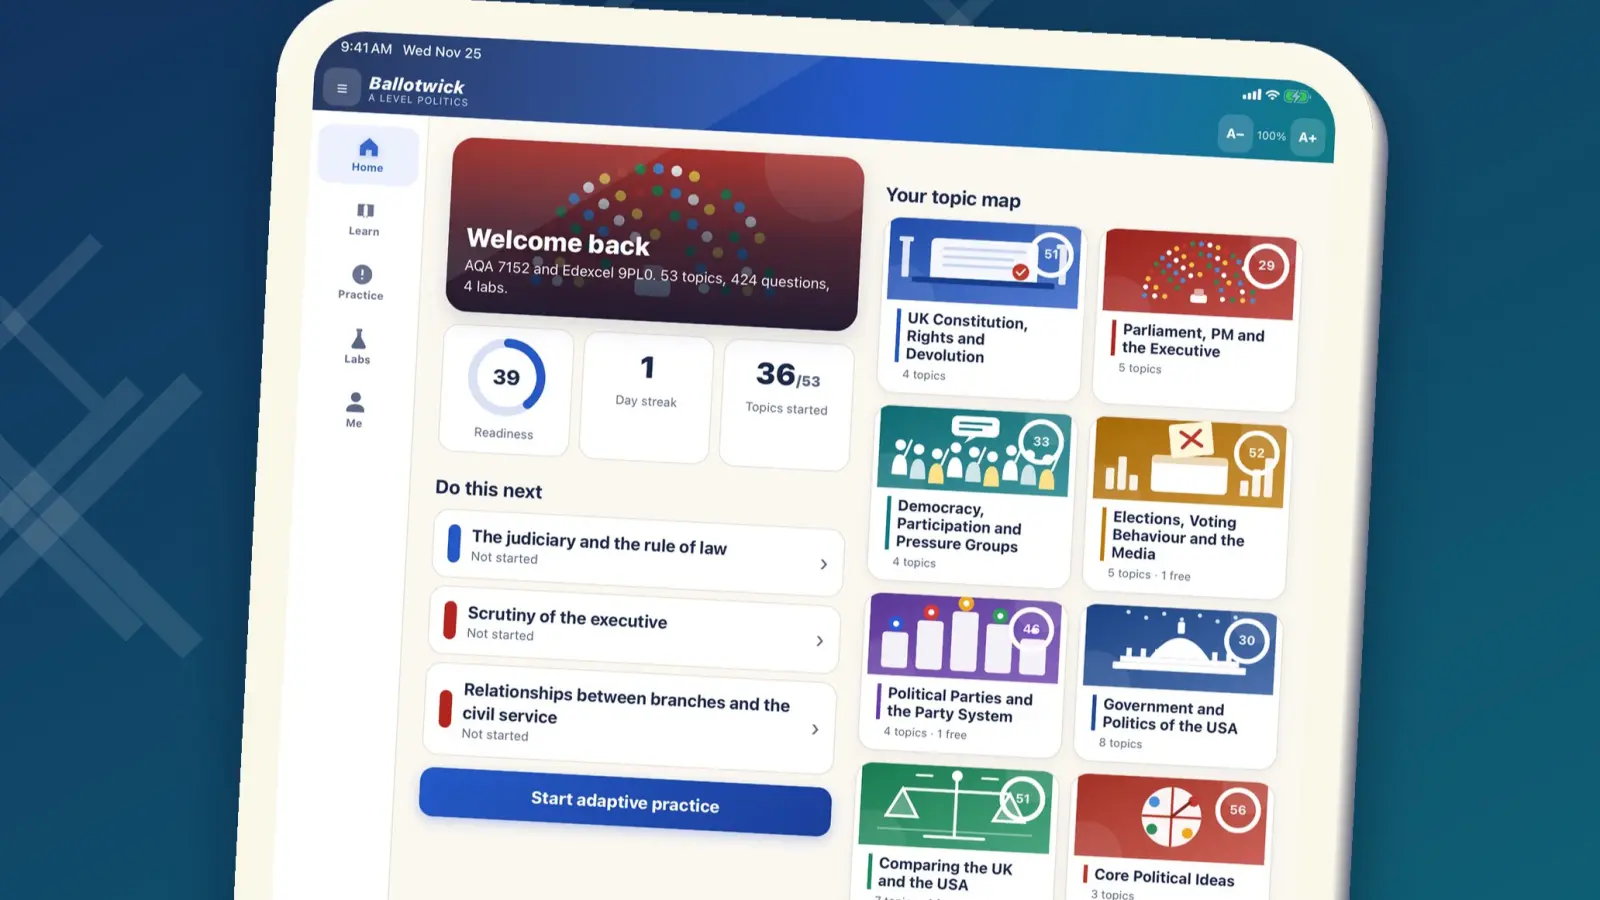 9:41 AM Wed Nov 25
Ballotwick
A LEVEL POLITICS
A−
100%
A+
Home
Learn
Practice
Labs
Me
Welcome back
AQA 7152 and Edexcel 9PL0. 53 topics, 424 questions,
4 labs.
39
Readiness
1
Day streak
36/53
Topics started
Do this next
The judiciary and the rule of law
Not started
Scrutiny of the executive
Not started
Relationships between branches and the
civil service
Not started
Start adaptive practice
Your topic map
51
UK Constitution,
Rights and
Devolution
4 topics
29
Parliament, PM and
the Executive
5 topics
33
Democracy,
Participation and
Pressure Groups
4 topics
52
Elections, Voting
Behaviour and the
Media
5 topics · 1 free
46
Political Parties and
the Party System
4 topics · 1 free
30
Government and
Politics of the USA
8 topics
51
Comparing the UK
and the USA
56
Core Political Ideas
3 topics